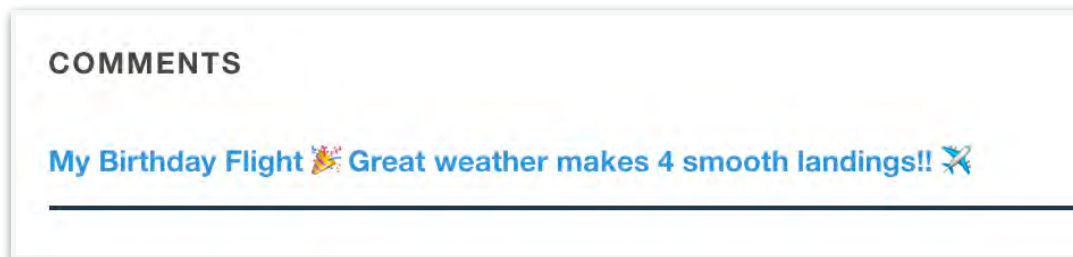 COMMENTS
My Birthday Flight 🎉 Great weather makes 4 smooth landings!! ✈️